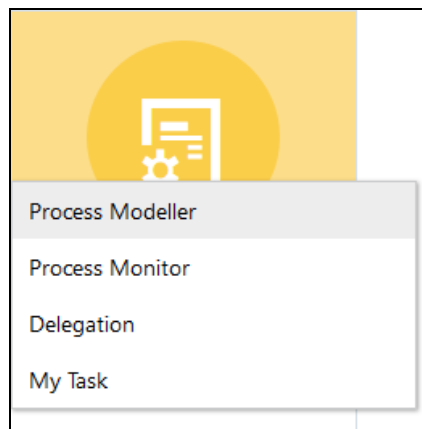 Process Modeller
Process Monitor
Delegation
My Task